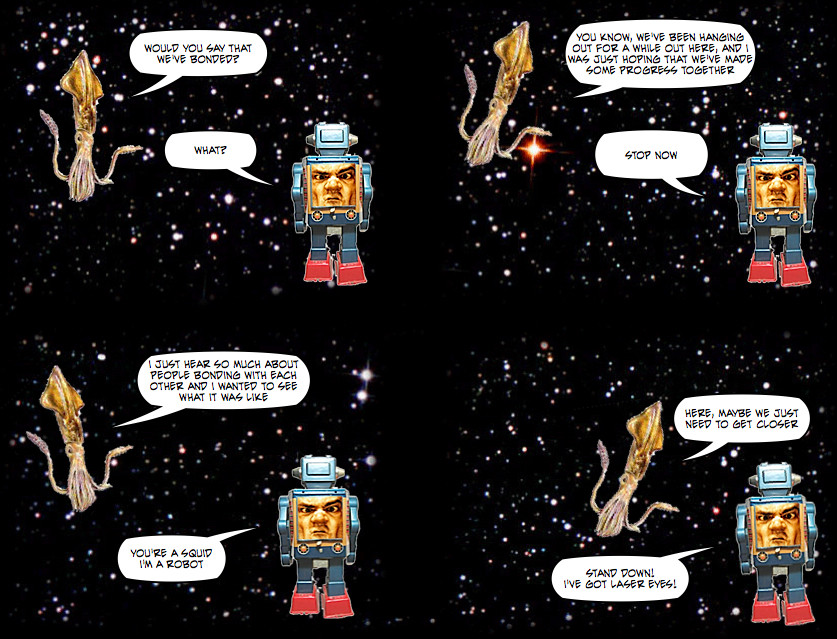 WOULD YOU SAY THAT
WE'VE BONDED?
WHAT?
YOU KNOW, WE'VE BEEN HANGING
OUT FOR A WHILE OUT HERE, AND I
WAS JUST HOPING THAT WE'VE MADE
SOME PROGRESS TOGETHER
STOP NOW
I JUST HEAR SO MUCH ABOUT
PEOPLE BONDING WITH EACH
OTHER AND I WANTED TO SEE
WHAT IT WAS LIKE
YOU'RE A SQUID
I'M A ROBOT
HERE, MAYBE WE JUST
NEED TO GET CLOSER
STAND DOWN!
I'VE GOT LASER EYES!